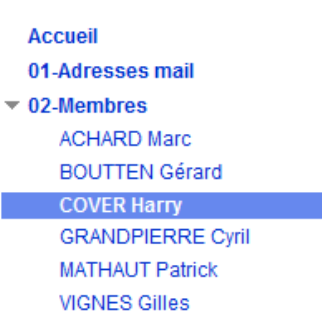 Accueil
01-Adresses mail
02-Membres
ACHARD Marc
BOUTTEN Gérard
COVER Harry
GRANDPIERRE Cyril
MATHAUT Patrick
VIGNES Gilles